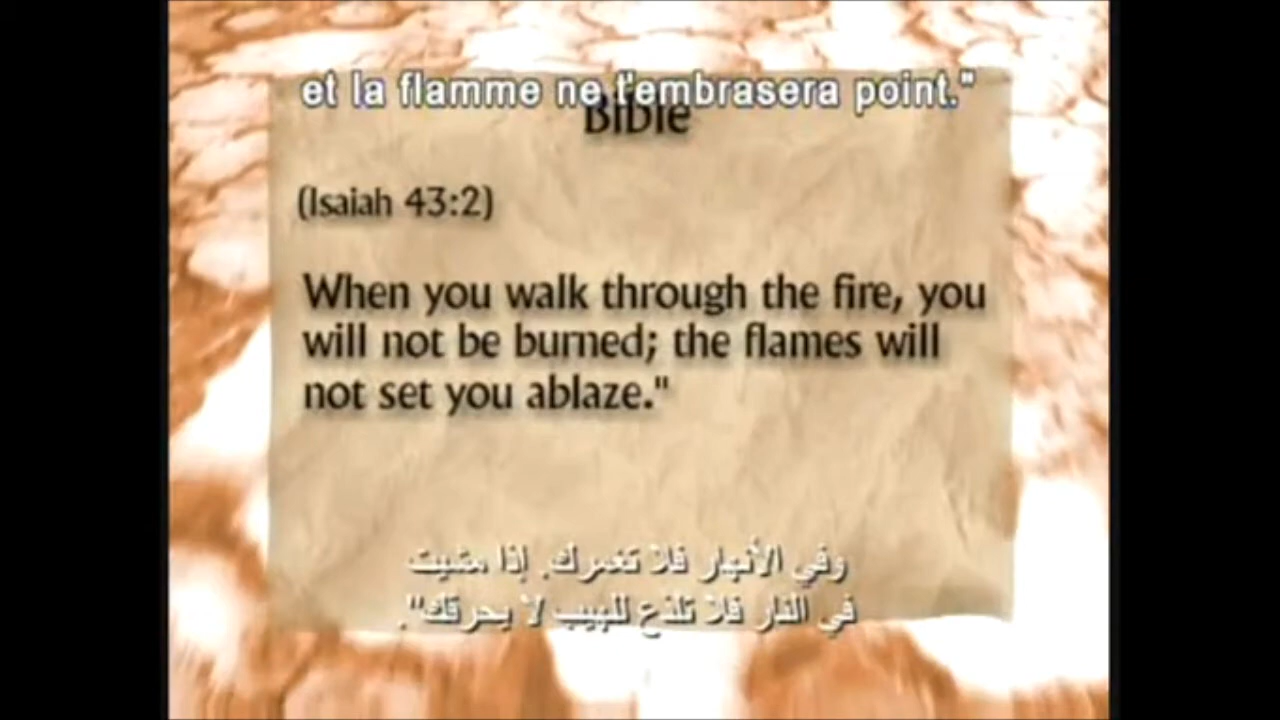 et la flamme ne t'embrasera point."
Bible
(Isaiah 43:2)
When you walk through the fire, you
will not be burned; the flames will
not set you ablaze."
وفي الأنهار فلا تغمرك. إذا مشيت
في النار فلا تلذع للهيب لا يحرقك".